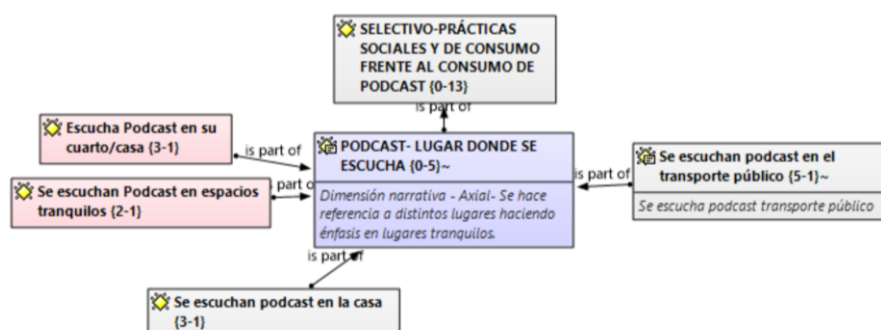 SELECTIVO-PRÁCTICAS
SOCIALES Y DE CONSUMO
FRENTE AL CONSUMO DE
PODCAST {0-13}
is part of
Escucha Podcast en su
cuarto/casa {3-1}
is part of
PODCAST- LUGAR DONDE SE
ESCUCHA {0-5}~
Dimensión narrativa - Axial- Se hace
referencia a distintos lugares haciendo
énfasis en lugares tranquilos.
Se escuchan podcast en el
transporte público {5-1}~
Se escucha podcast transporte público
is part of
Se escuchan Podcast en espacios
tranquilos {2-1}
is part o
is part of
Se escuchan podcast en la casa
{3-1}